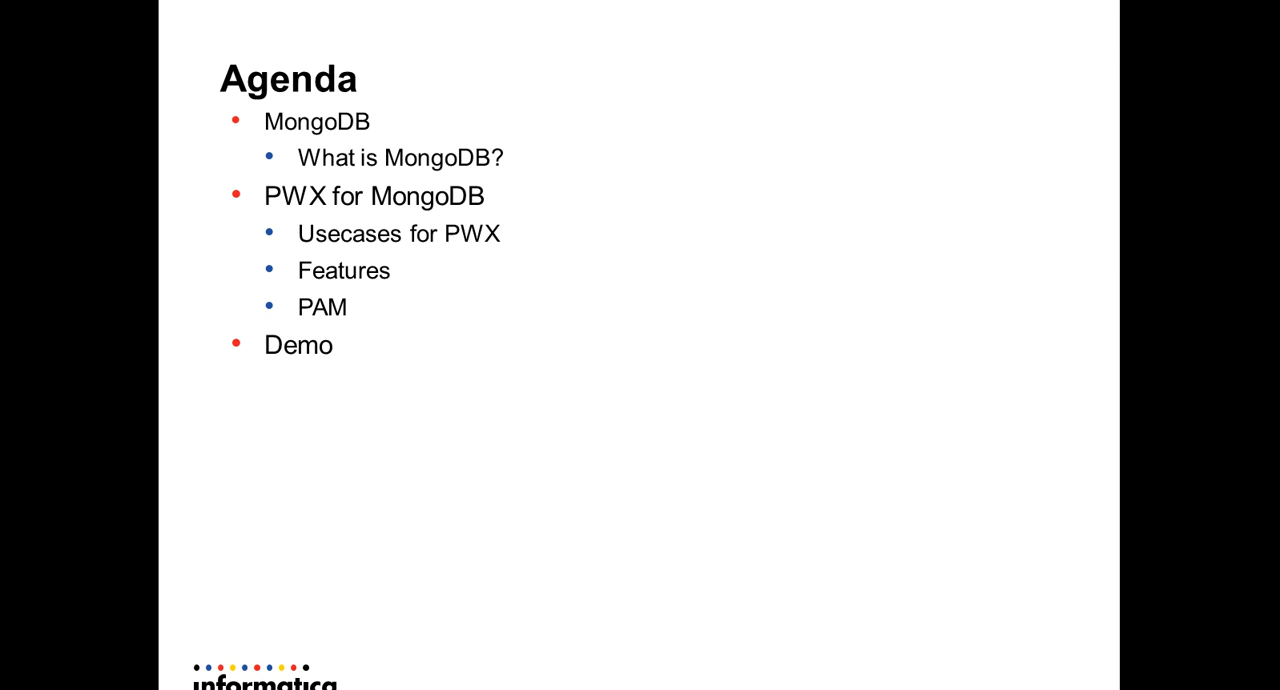 Agenda
MongoDB
What is MongoDB?
PWX for MongoDB
Usecases for PWX
Features
PAM
Demo
informatica